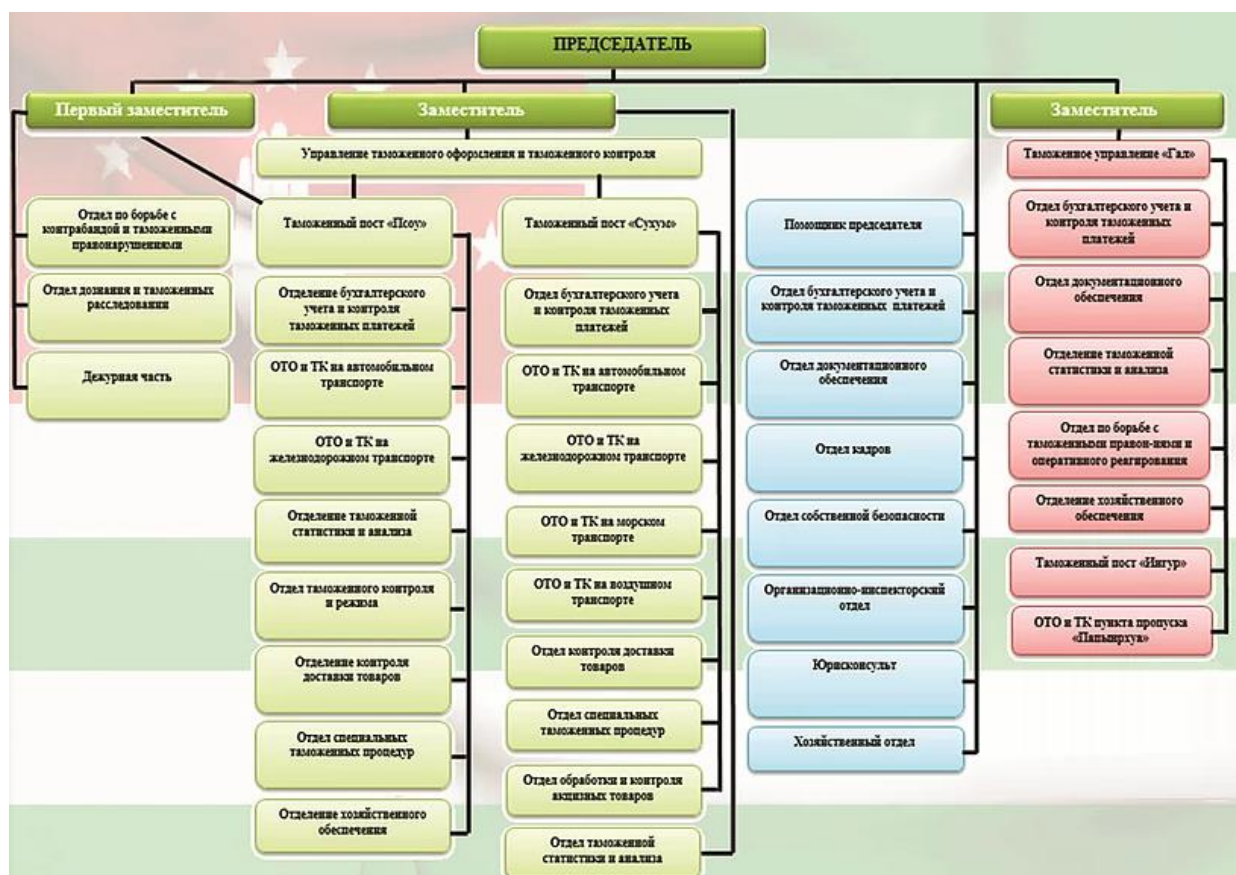 ПРЕДСЕДАТЕЛЬ
Первый заместитель
Заместитель
Заместитель
Управление таможенного оформления и таможенного контроля
Отдел по борьбе с
контрабандой и таможенными
правонарушениями
Отдел дознания и таможенных
расследовании
Дежурная часть
Таможенный пост «Псоу»
Отделение бухгалтерского
учета и контроля
таможенных платежей
ОТО и ТК на автомобильном
транспорте
ОТО и ТК на
железнодорожном транспорте
Отделение таможенной
статистики и анализа
Отдел таможенного контроля
и режима
Отделение контроля
доставки товаров
Отдел специальных
таможенных процедур
Отделение хозяйственного
обеспечения
Таможенный пост «Сухум»
Отдел бухгалтерского учета
и контроля таможенных
платежей
ОТО и ТК на автомобильном
транспорте
ОТО и ТК на
железнодорожном транспорте
ОТО и ТК на морском
транспорте
ОТО и ТК на воздушном
транспорте
Отдел контроля доставки
товаров
Отдел специальных
таможенных процедур
Отдел обработки и контроля
акцизных товаров
Отдел таможенной
статистики и анализа
Помощник председателя
Отдел бухгалтерского учета и
контроля таможенных платежей
Отдел документационного
обеспечения
Отдел кадров
Отдел собственной безопасности
Организационно-инспекторский
отдел
Юрисконсульт
Хозяйственный отдел
Таможенное управление «Гал»
Отдел бухгалтерского учета и
контроля таможенных
платежей
Отдел документационного
обеспечения
Отделение таможенной
статистики и анализа
Отдел по борьбе с
таможенными правон-ниями и
оперативного реагирования
Отделение хозяйственного
обеспечения
Таможенный пост «Ингур»
ОТО и ТК пункта пропуска
«Папынрхуа»